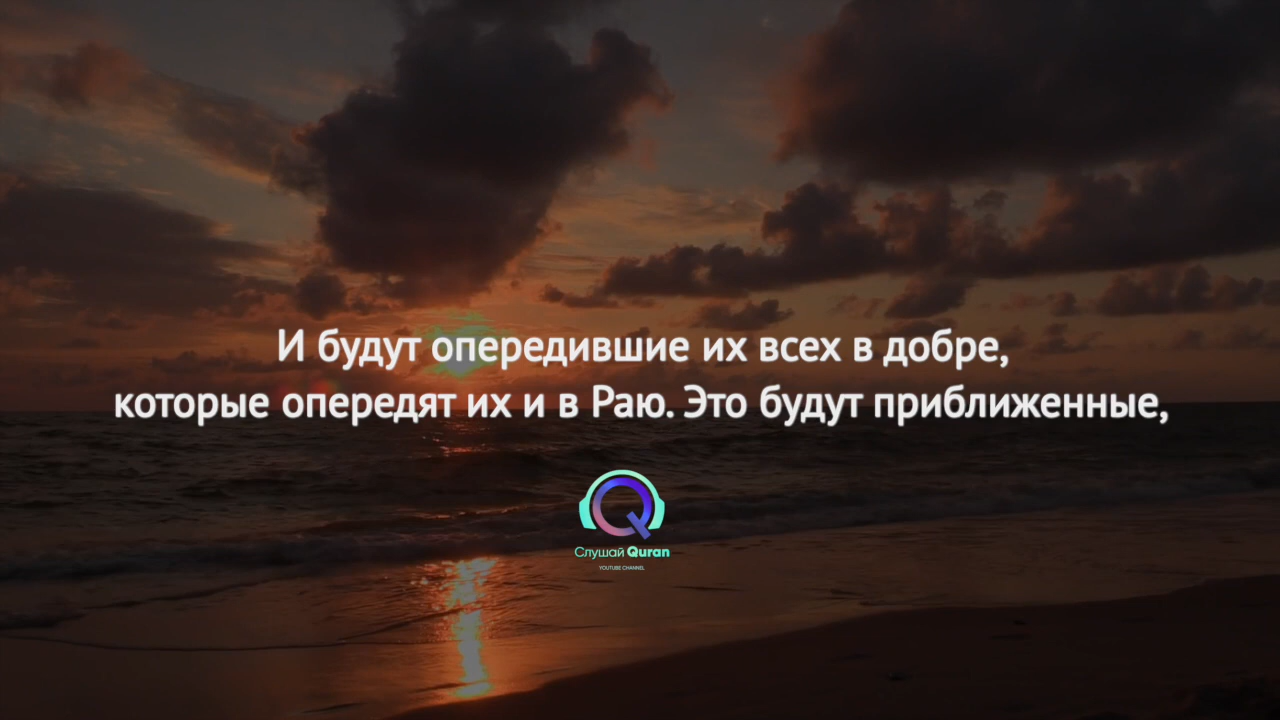 И будут опередившие их всех в добре,
которые опередят их и в Раю. Это будут приближенные,
Слушай Quran
YOUTUBE CHANNEL